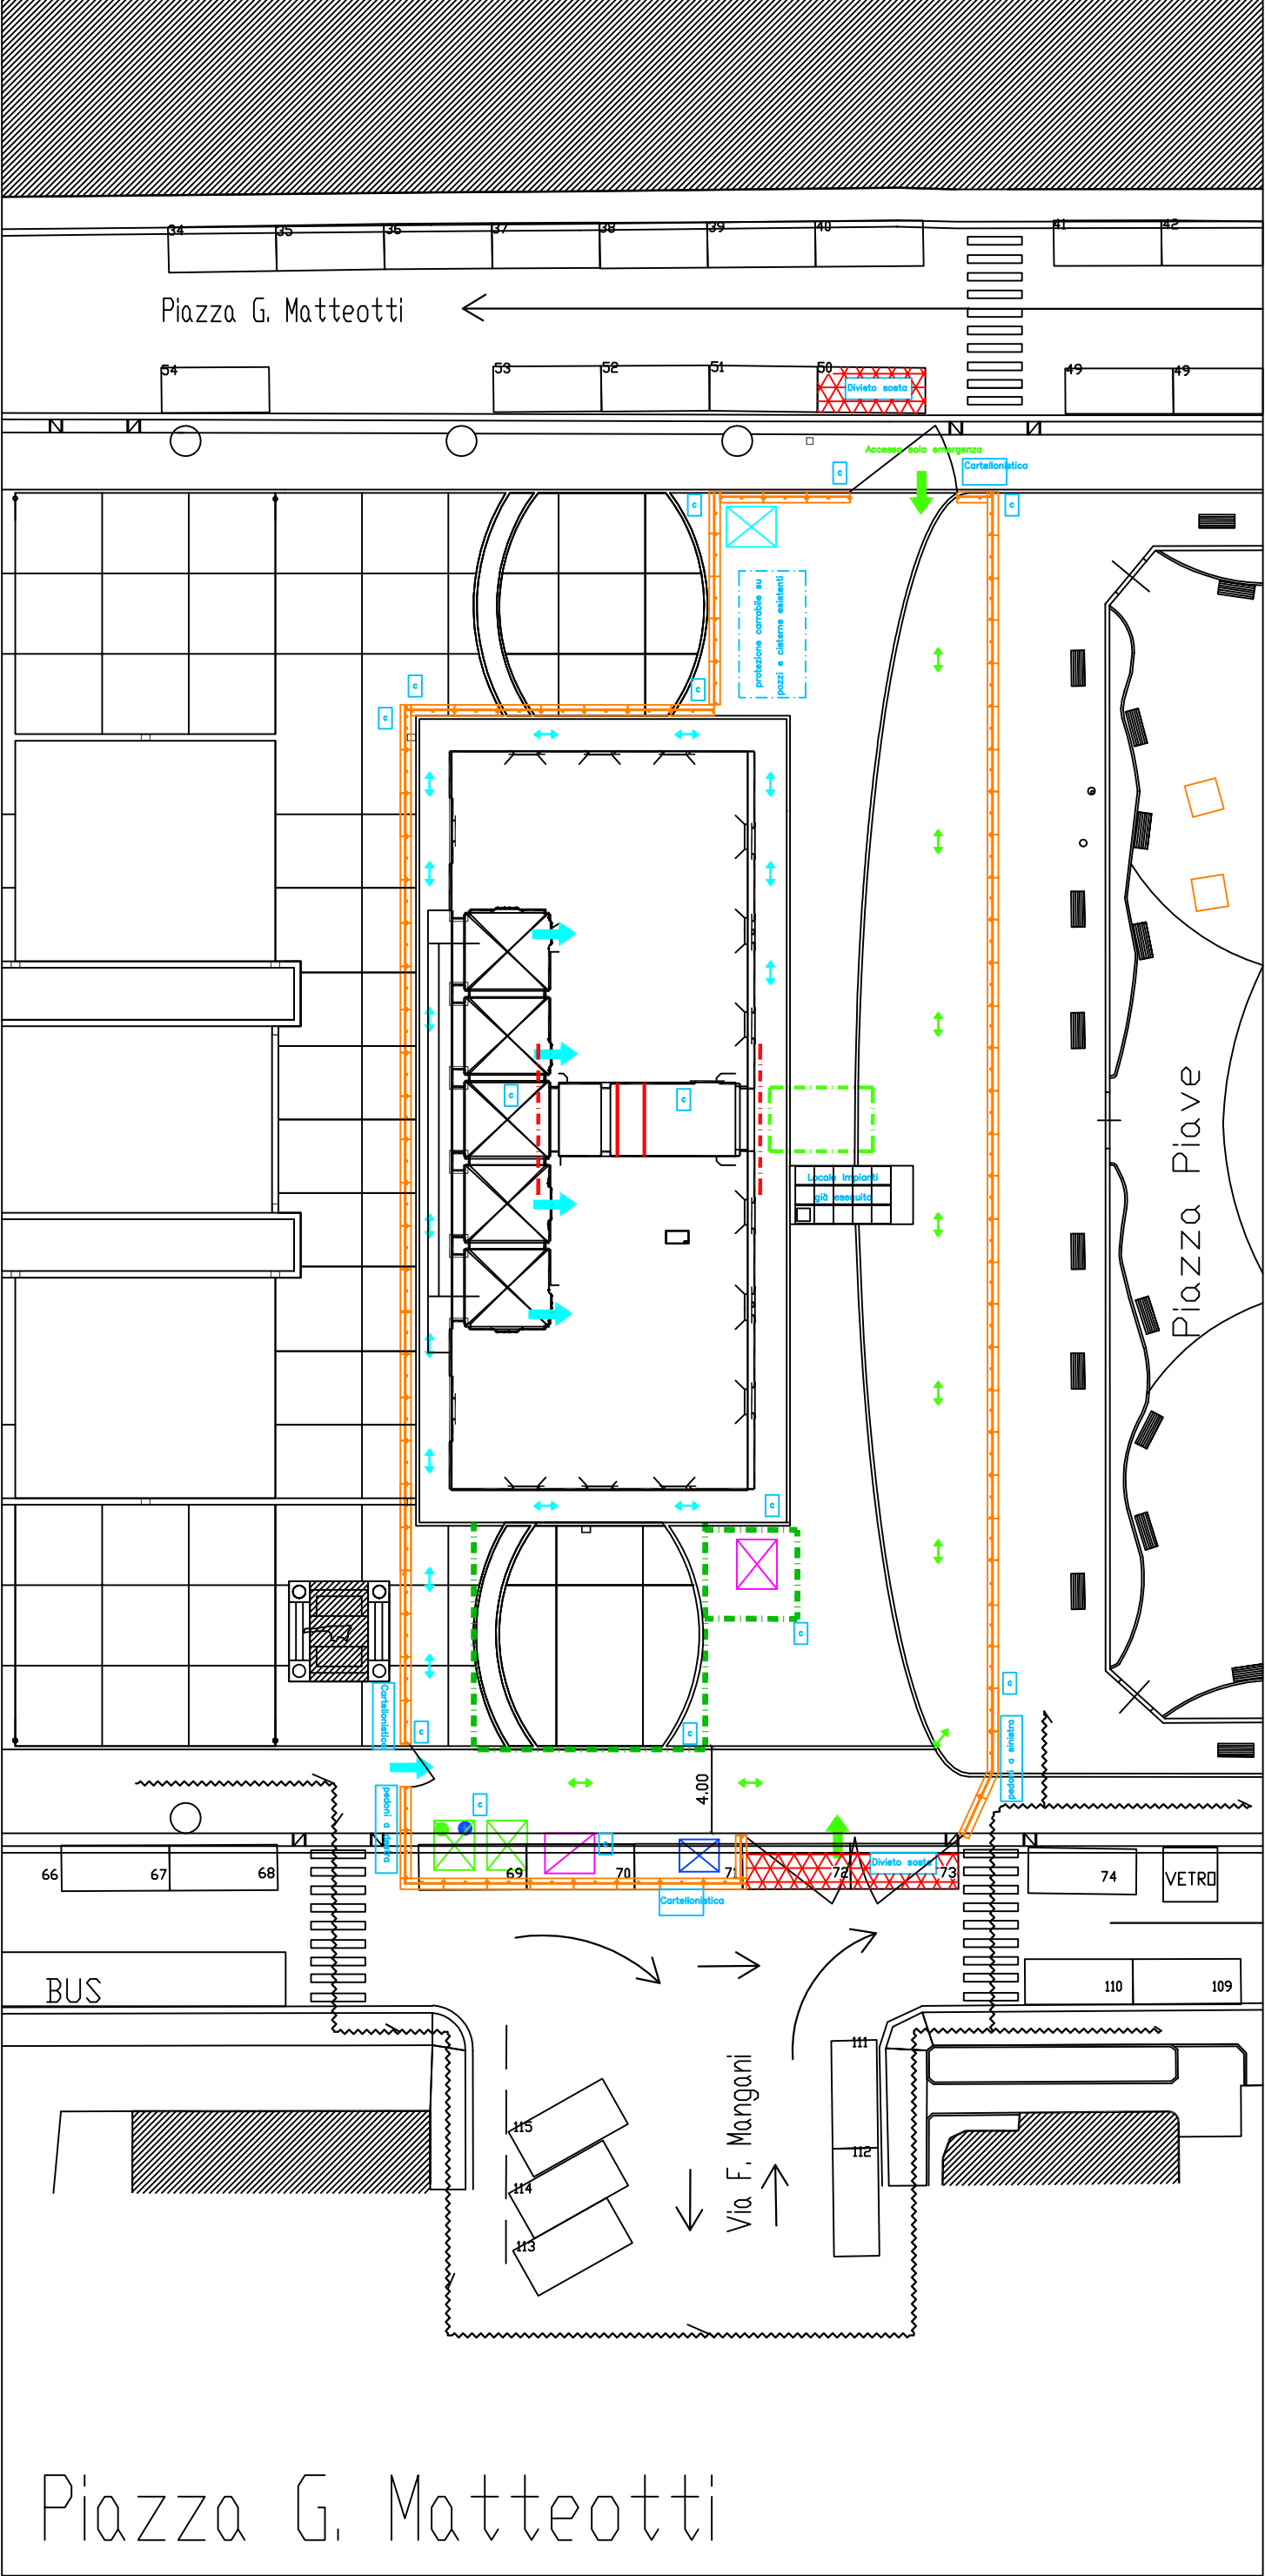 34
35
36
37
38
39
40
41
42
Piazza G. Matteotti
54
53
52
51
50
Divieto sosta
49
49
Accesso solo emergenza
c
Cartellonistica
c
c
protezione carrabile su
pozzi e cisterne esistenti
c
c
c
c
c
Piazza Piave
Locale Impianti
già eseguito
c
c
c
Cartellonistica
c
c
pedoni a sinistra
4.00
pedoni a destra
c
c
66
67
68
69
70
71
72
Divieto sosta
73
74
VETRO
Cartellonistica
BUS
110
109
111
112
115
114
113
Via F. Mangani
Piazza G. Matteotti